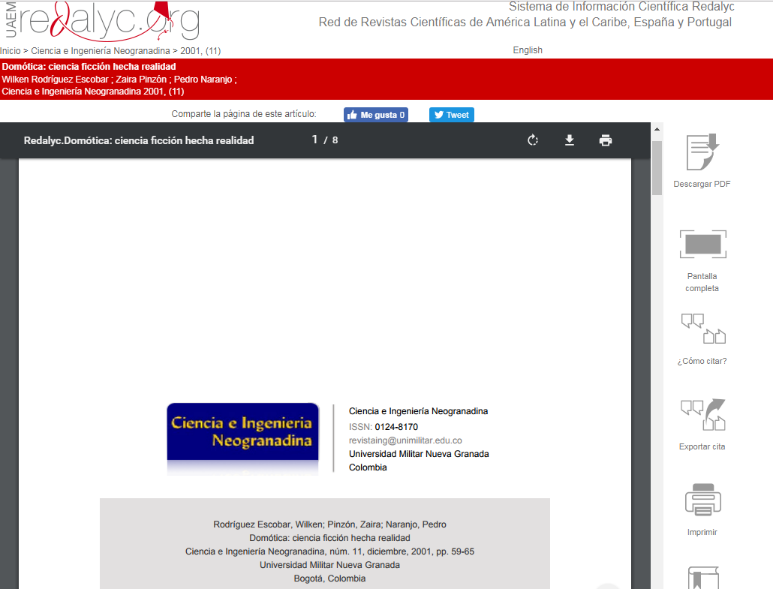 Sistema de Información Científica Redalyc
UAEM redalyc.org
Red de Revistas Científicas de América Latina y el Caribe, España y Portugal
Inicio > Ciencia e Ingeniería Neogranadina > 2001, (11)
English
Domótica: ciencia ficción hecha realidad
Wilken Rodríguez Escobar ; Zaira Pinzón ; Pedro Naranjo ;
Ciencia e Ingeniería Neogranadina 2001, (11)
Comparte la página de este artículo:
Me gusta 0
Tweet
Redalyc.Domótica: ciencia ficción hecha realidad
1 / 8
Descargar PDF
Pantalla
completa
¿Cómo citar?
Exportar cita
Imprimir
Ciencia e Ingenieria
Neogranadina
Ciencia e Ingeniería Neogranadina
ISSN: 0124-8170
revistaing@unimilitar.edu.co
Universidad Militar Nueva Granada
Colombia
Rodríguez Escobar, Wilken; Pinzón, Zaira; Naranjo, Pedro
Domótica: ciencia ficción hecha realidad
Ciencia e Ingeniería Neogranadina, núm. 11, diciembre, 2001, pp. 59-65
Universidad Militar Nueva Granada
Bogotá, Colombia